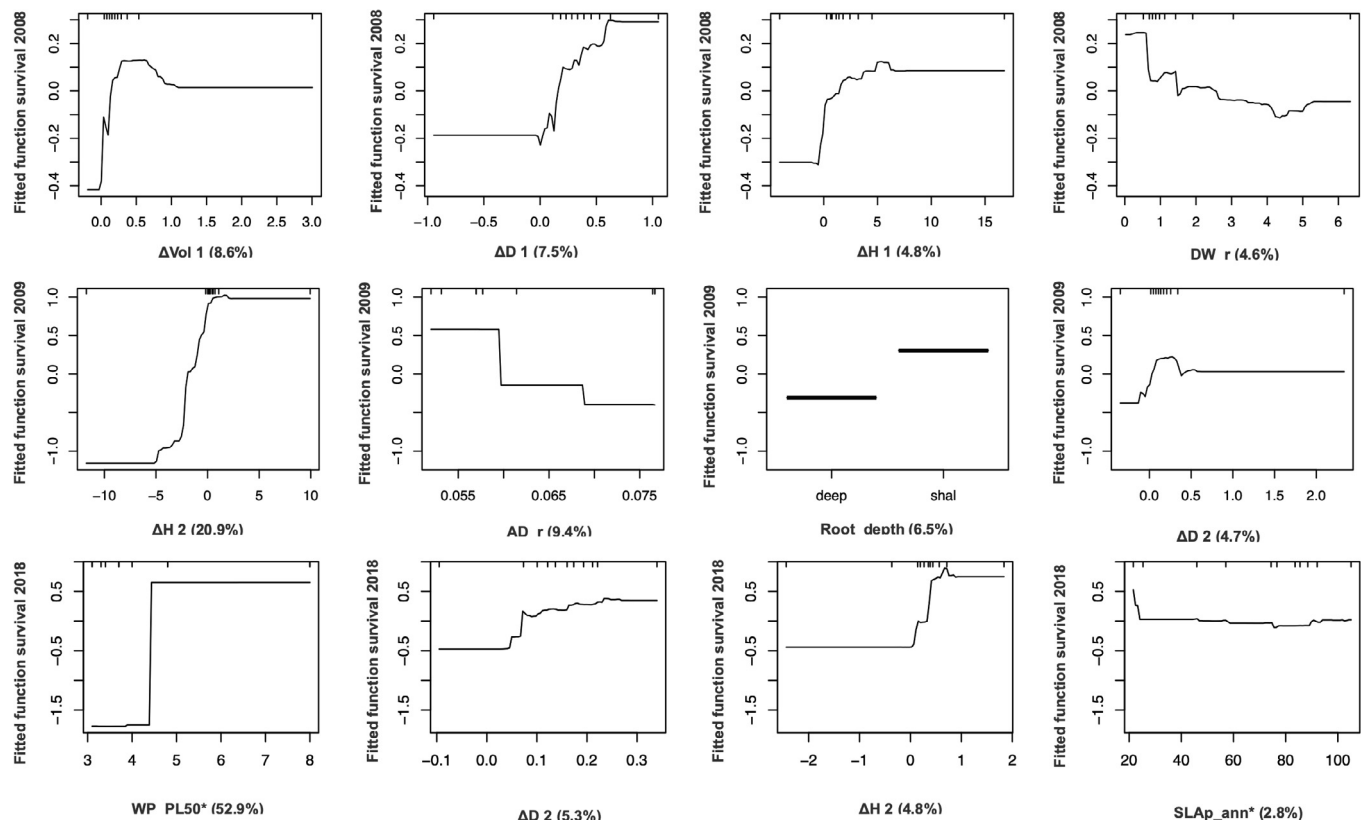 Fitted function survival 2008
0.2
0.0
−0.2
−0.4
0.0 0.5 1.0 1.5 2.0 2.5 3.0
ΔVol 1 (8.6%)
Fitted function survival 2008
0.2
0.0
−0.2
−0.4
−1.0 −0.5 0.0 0.5 1.0
ΔD 1 (7.5%)
Fitted function survival 2008
0.2
0.0
−0.2
−0.4
0 5 10 15
ΔH 1 (4.8%)
Fitted function survival 2008
0.2
0.0
−0.2
−0.4
0 1 2 3 4 5 6
DW r (4.6%)
Fitted function survival 2009
1.0
0.5
0.0
−1.0
−10 −5 0 5 10
ΔH 2 (20.9%)
Fitted function survival 2009
1.0
0.5
0.0
−1.0
0.055 0.065 0.075
AD r (9.4%)
Fitted function survival 2009
1.0
0.5
0.0
−1.0
deep shal
Root depth (6.5%)
Fitted function survival 2009
1.0
0.5
0.0
−1.0
0.0 0.5 1.0 1.5 2.0
ΔD 2 (4.7%)
Fitted function survival 2018
0.5
−0.5
−1.5
3 4 5 6 7 8
WP PL50* (52.9%)
Fitted function survival 2018
0.5
−0.5
−1.5
−0.1 0.0 0.1 0.2 0.3
ΔD 2 (5.3%)
Fitted function survival 2018
0.5
−0.5
−1.5
−2 −1 0 1 2
ΔH 2 (4.8%)
Fitted function survival 2018
0.5
−0.5
−1.5
20 40 60 80 100
SLAp_ann* (2.8%)